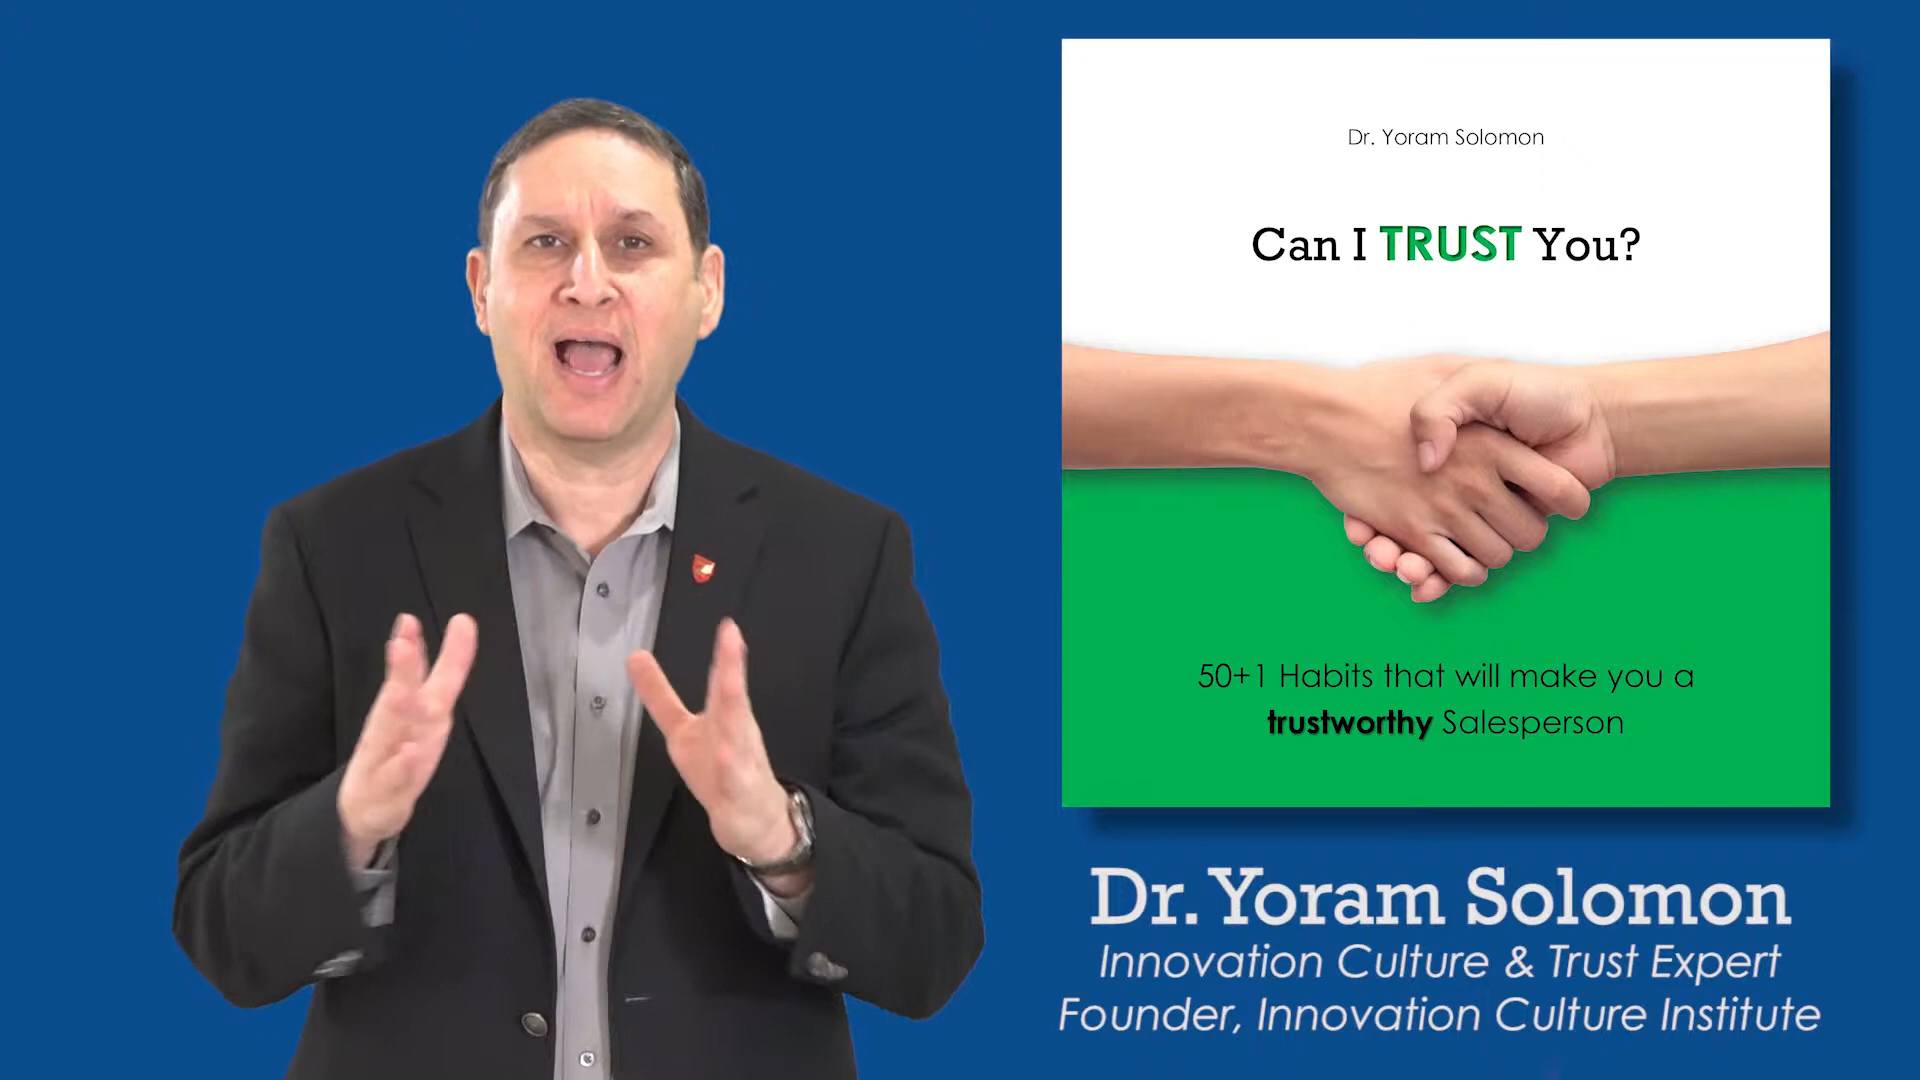 Dr. Yoram Solomon
Can I TRUST You?
50+1 Habits that will make you a
trustworthy Salesperson
Dr. Yoram Solomon
Innovation Culture & Trust Expert
Founder, Innovation Culture Institute